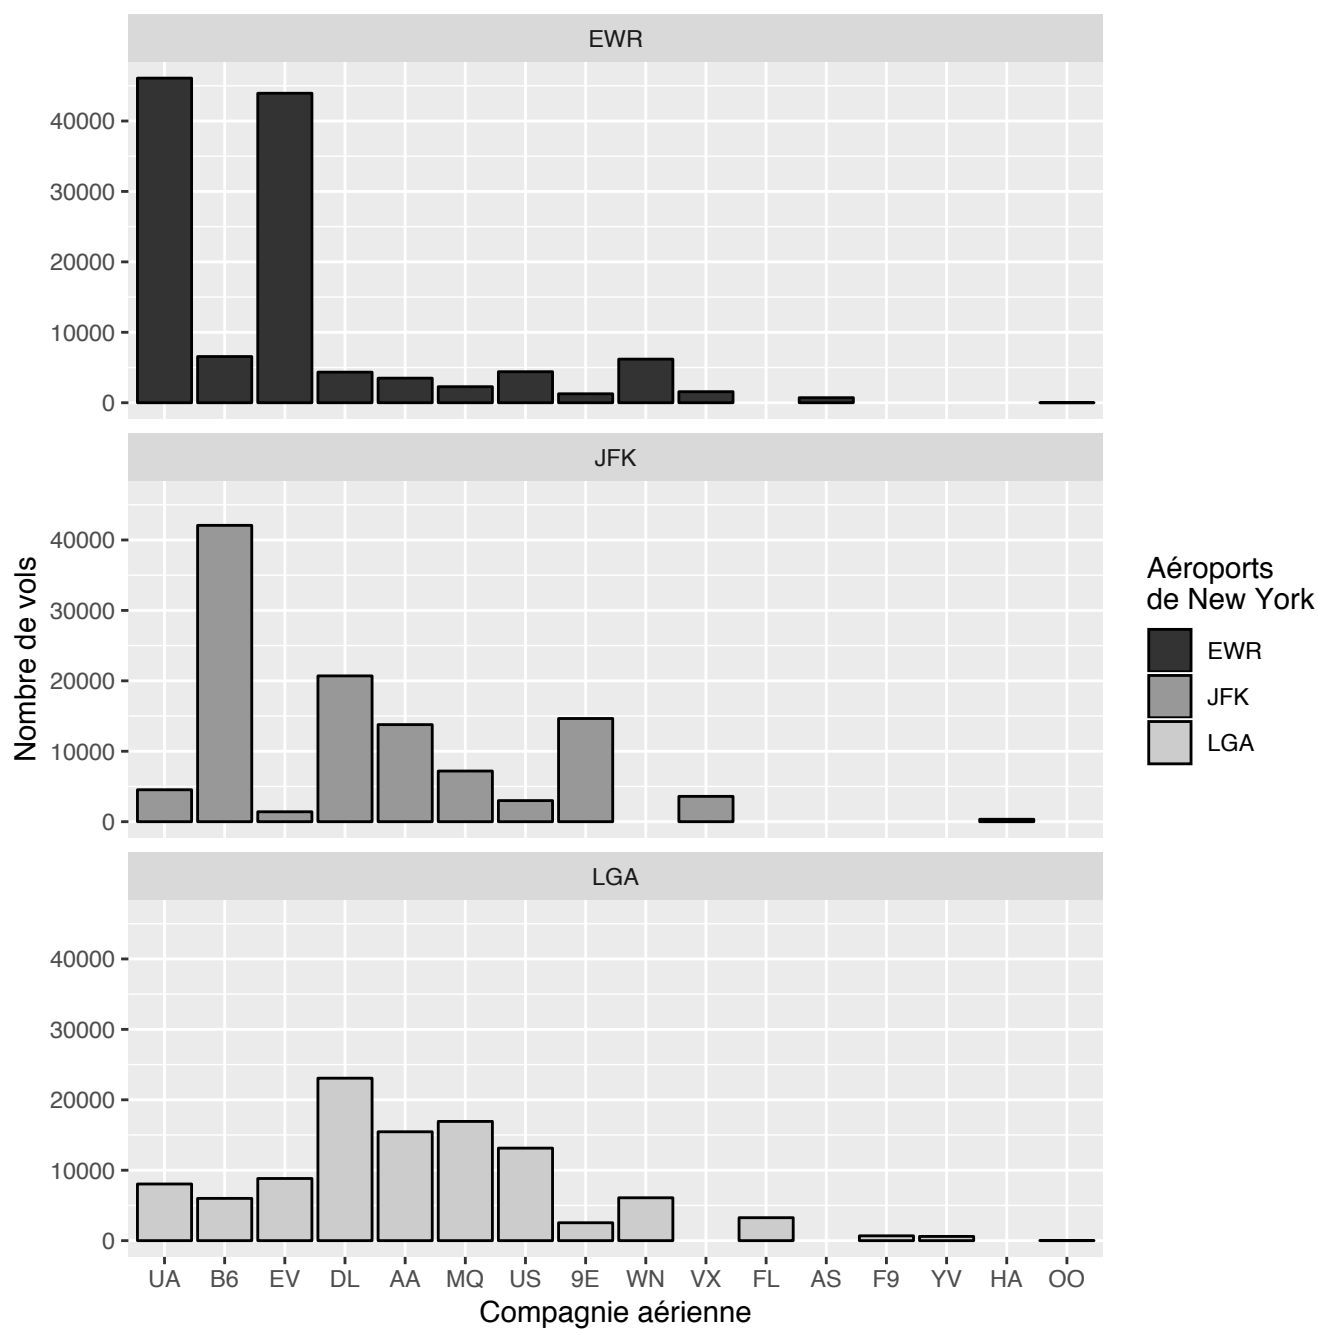 EWR
40000
30000
20000
10000
0
JFK
40000
30000
20000
10000
0
LGA
40000
30000
20000
10000
0
UA B6 EV DL AA MQ US 9E WN VX FL AS F9 YV HA OO
Compagnie aérienne
Nombre de vols
Aéroports
de New York
EWR
JFK
LGA